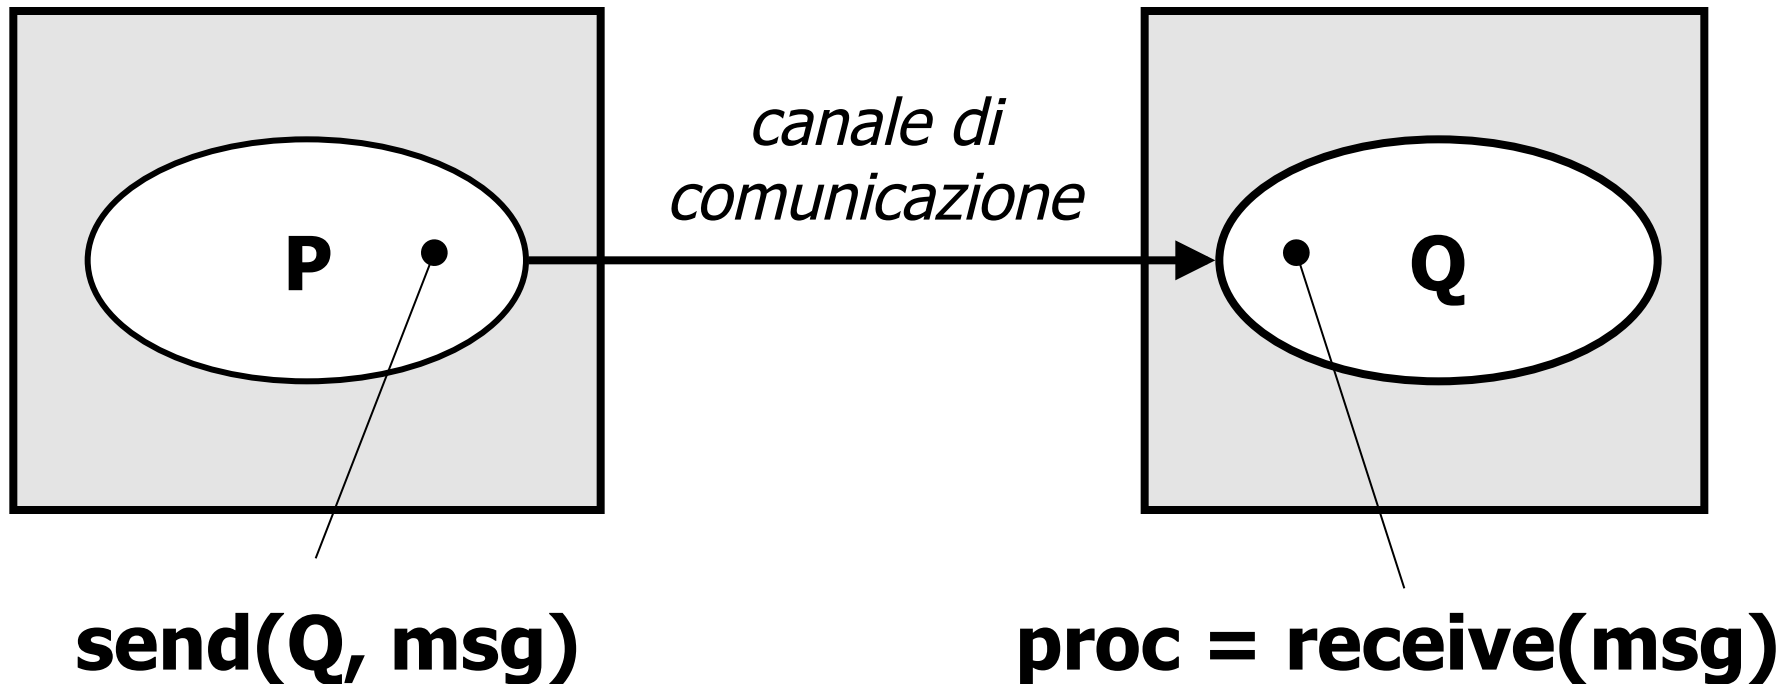 canale di
comunicazione
P
Q
send(Q, msg)
proc = receive(msg)